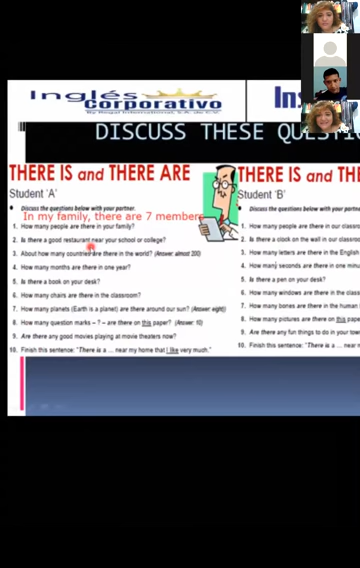 Inglés
Corporativo
By Regal International, S.A. de C.V.
Ins
DISCUSS THESE QUESTIO
THERE IS and THERE ARE
Student 'A'
Discuss the questions below with your partner.
In my family, there are 7 members
1. How many people are there in your family?
2. Is there a good restaurant near your school or college?
3. About how many countries are there in the world? (Answer: almost 200)
4. How many months are there in one year?
5. Is there a book on your desk?
6. How many chairs are there in the classroom?
7. How many planets (Earth is a planet) are there around our sun? (Answer: eight)
8. How many question marks – ? – are there on this paper? (Answer: 10)
9. Are there any good movies playing at movie theaters now?
10. Finish this sentence: "There is a ... near my home that I like very much."
THERE IS and T
Student 'B'
Discuss the questions below with your partner.
1. How many people are there in our classroo
2. Is there a clock on the wall in our classroo
3. How many letters are there in the English
4. How many seconds are there in one minu
5. Is there a pen on your desk?
6. How many windows are there in the class
7. How many bones are there in the human
8. How many pictures are there on this pape
9. Are there any fun things to do in your tow
10. Finish this sentence: "There is a ... near m